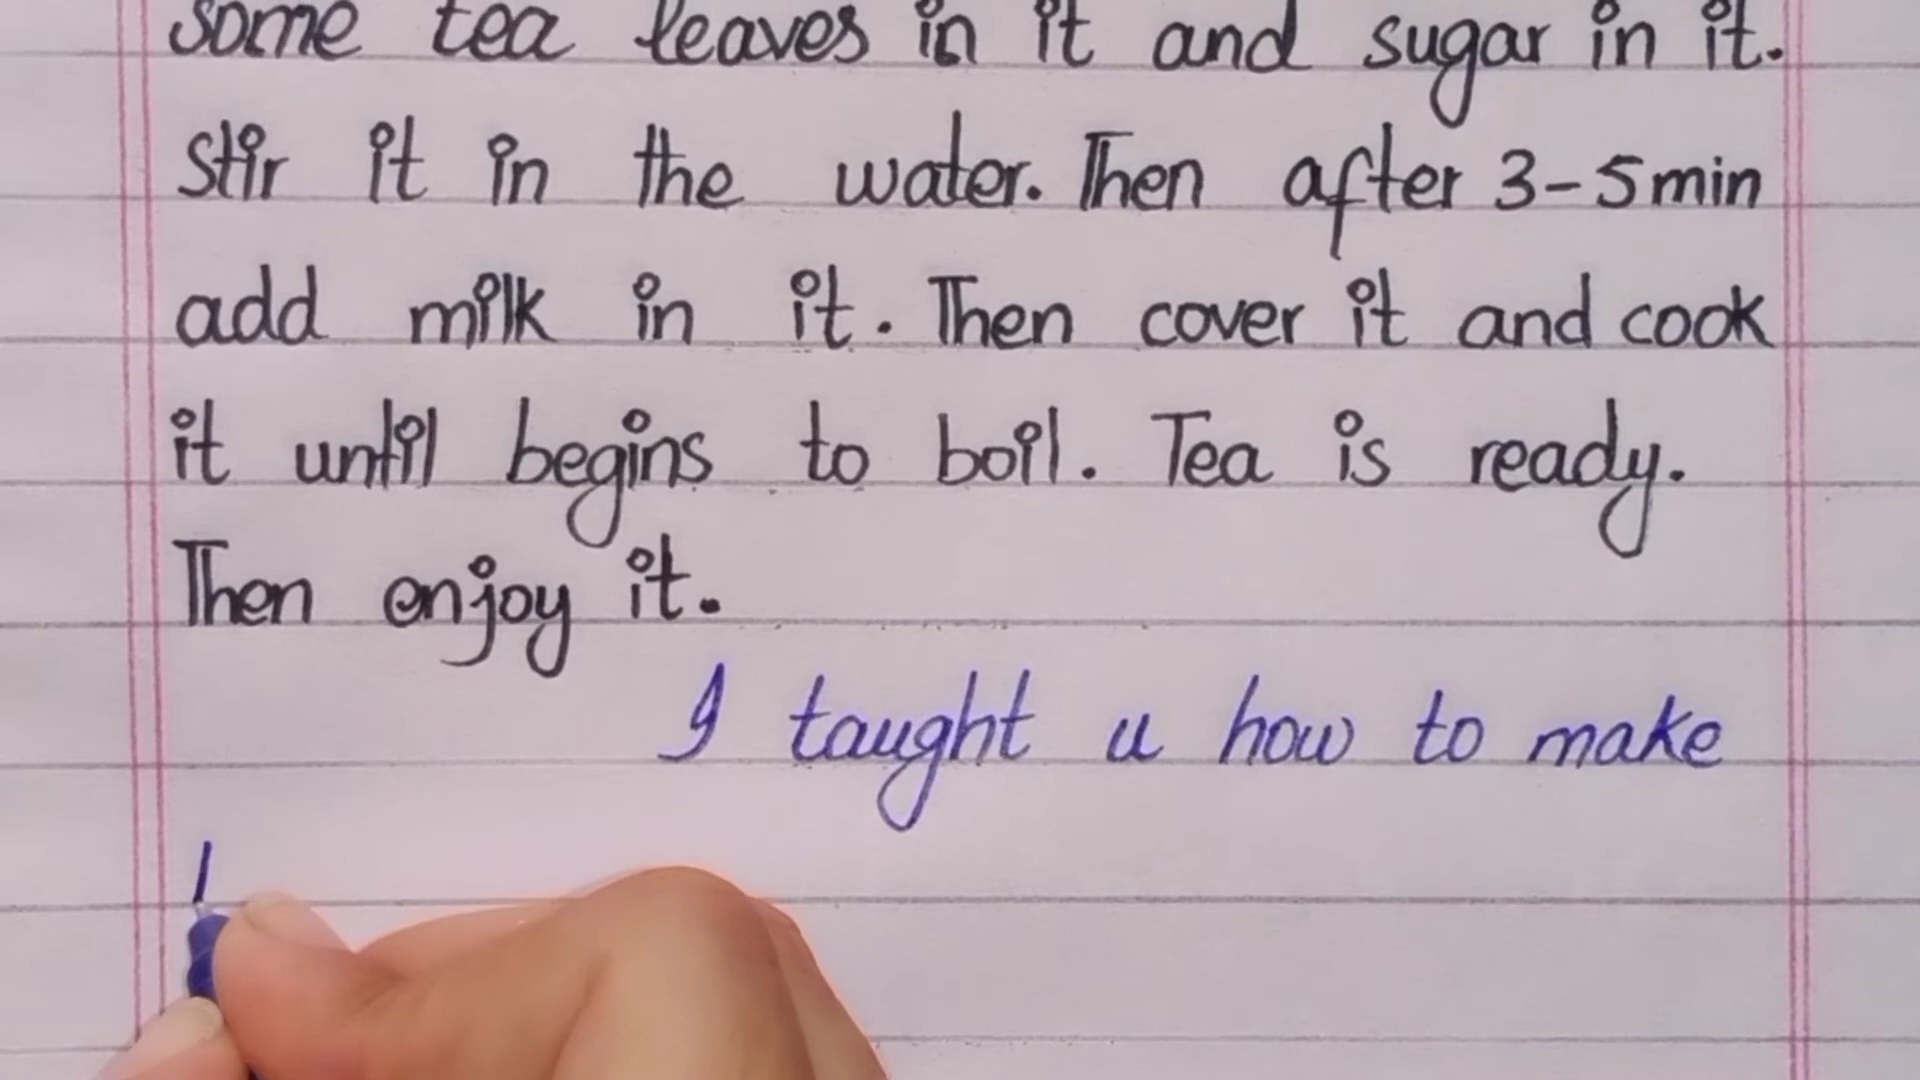 some tea leaves in it and sugar in it.
Stir it in the water. Then after 3-5min
add milk in it. Then cover it and cook
it until begins to boil. Tea is ready.
Then enjoy it.
I taught u how to make